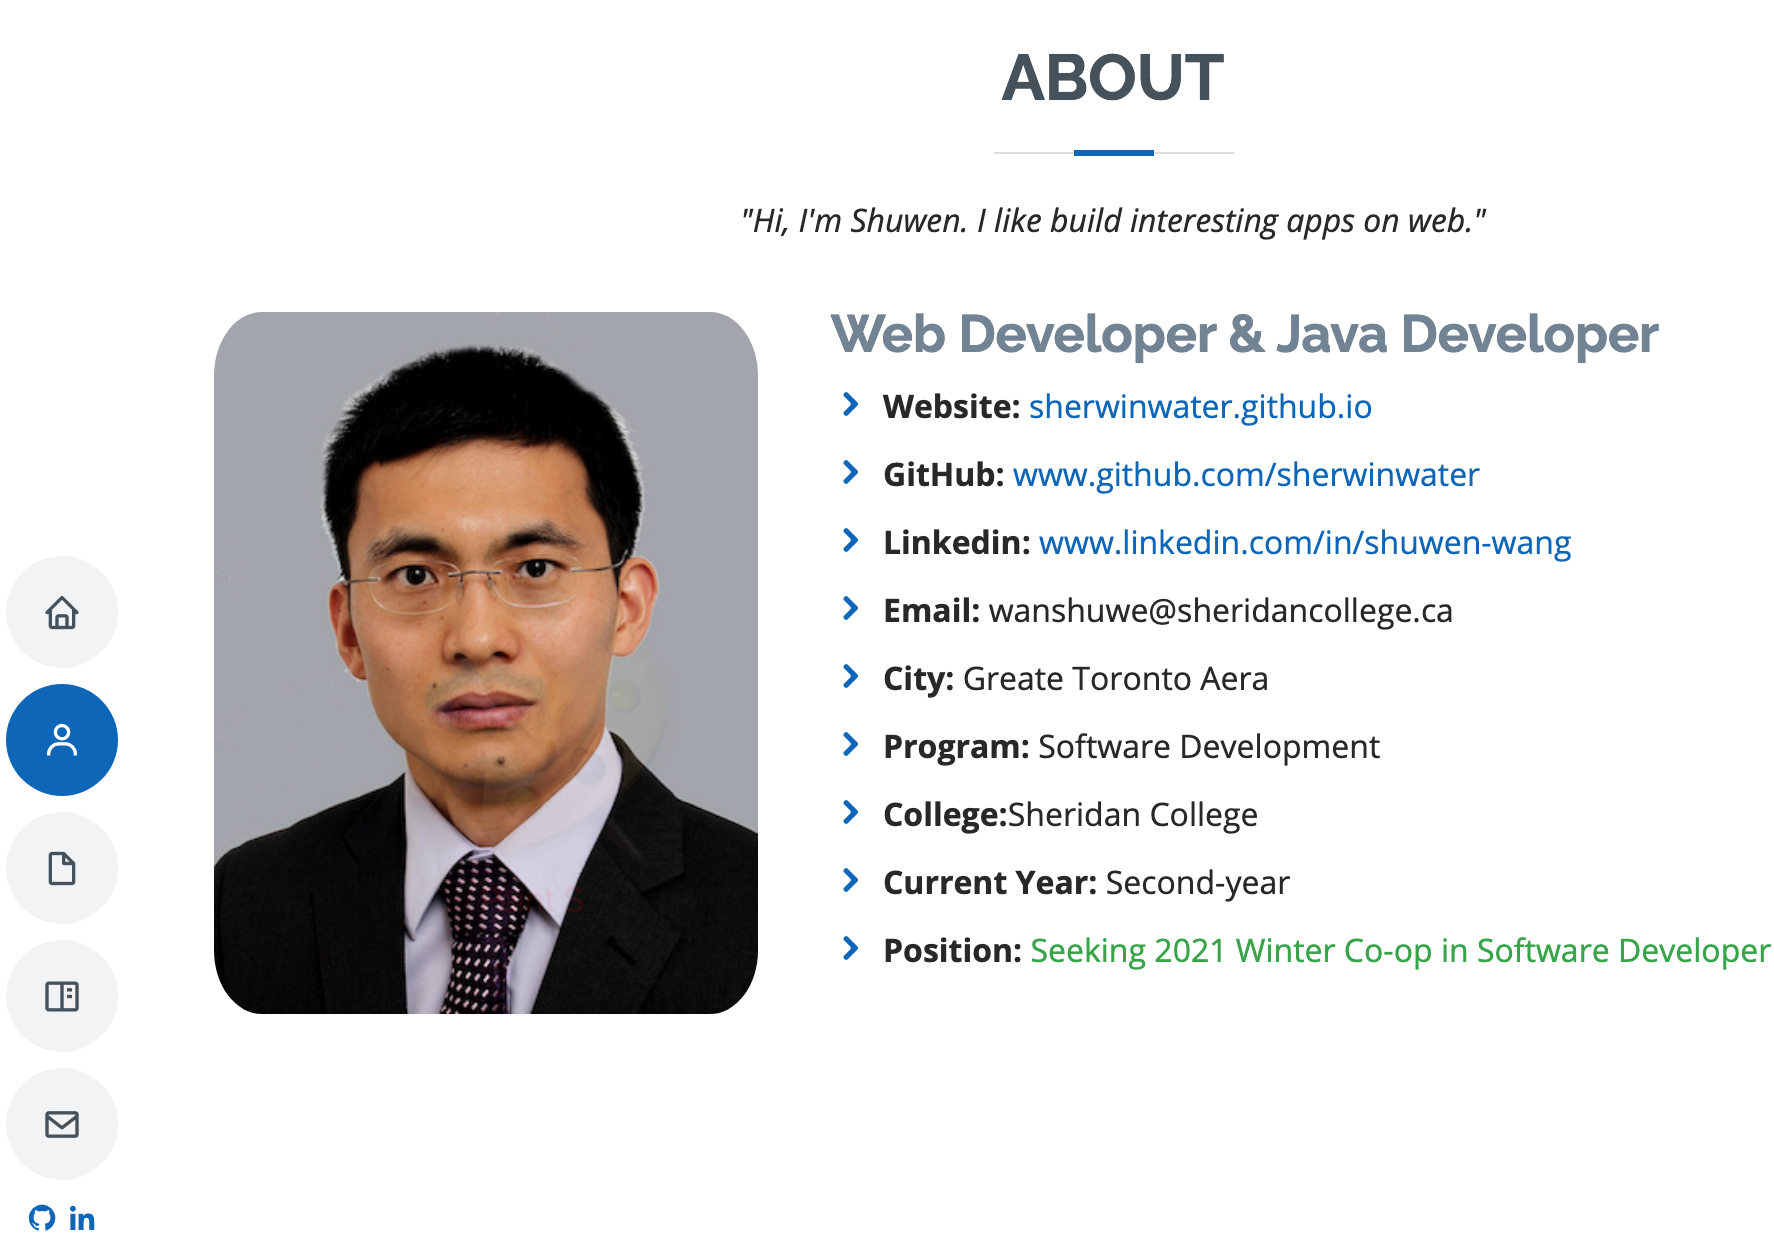 ABOUT
"Hi, I'm Shuwen. I like build interesting apps on web."
Web Developer & Java Developer
Website: sherwinwater.github.io
GitHub: www.github.com/sherwinwater
Linkedin: www.linkedin.com/in/shuwen-wang
Email: wanshuwe@sheridancollege.ca
City: Greate Toronto Aera
Program: Software Development
College:Sheridan College
Current Year: Second-year
Position: Seeking 2021 Winter Co-op in Software Developer
in